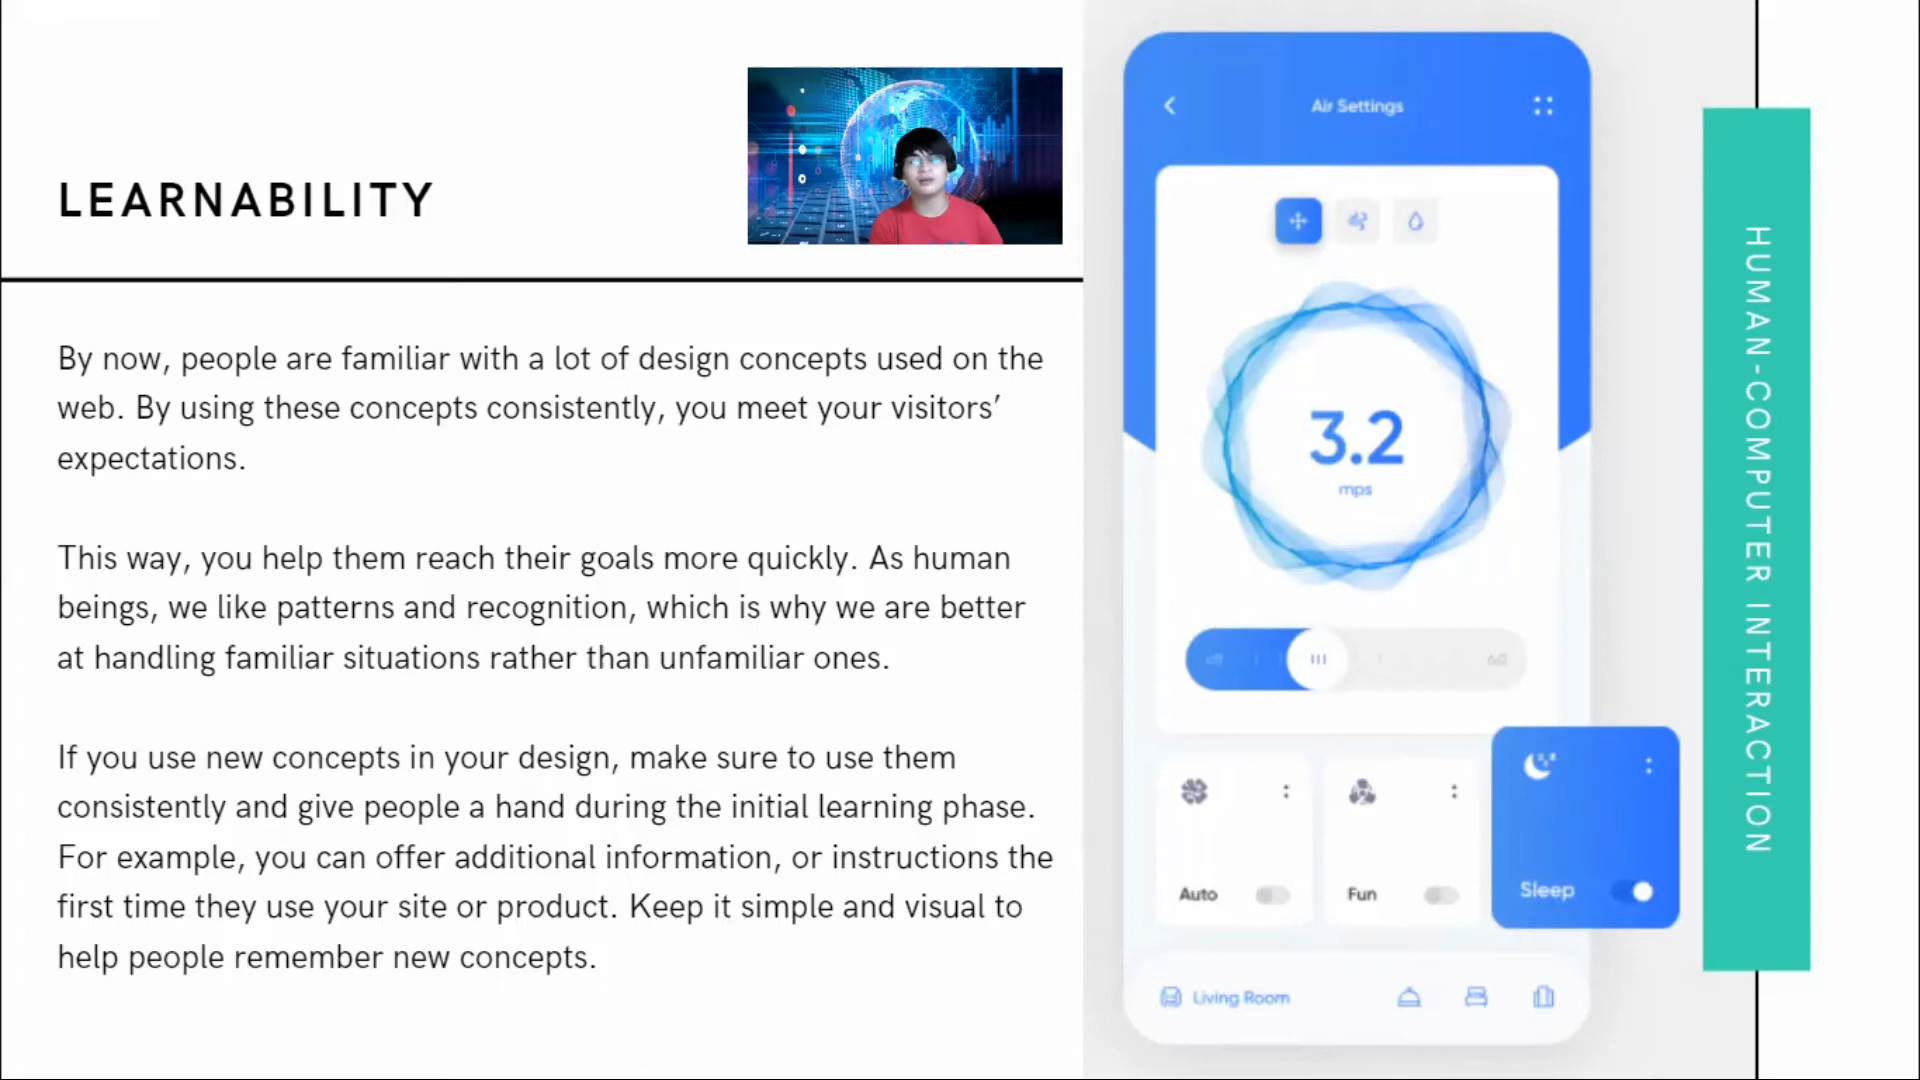 LEARNABILITY
By now, people are familiar with a lot of design concepts used on the
web. By using these concepts consistently, you meet your visitors’
expectations.
This way, you help them reach their goals more quickly. As human
beings, we like patterns and recognition, which is why we are better
at handling familiar situations rather than unfamiliar ones.
If you use new concepts in your design, make sure to use them
consistently and give people a hand during the initial learning phase.
For example, you can offer additional information, or instructions the
first time they use your site or product. Keep it simple and visual to
help people remember new concepts.
Air Settings
3.2
mps
off
Auto
Fun
Sleep
Living Room
HUMAN-COMPUTER INTERACTION